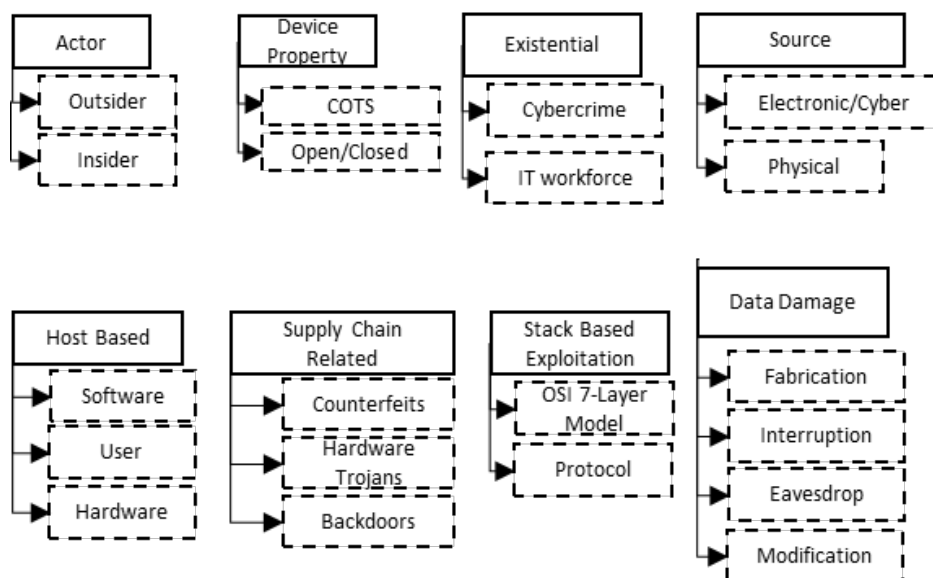 Actor
Outsider
Insider
Device
Property
COTS
Open/Closed
Existential
Cybercrime
IT workforce
Source
Electronic/Cyber
Physical
Host Based
Software
User
Hardware
Supply Chain
Related
Counterfeits
Hardware
Trojans
Backdoors
Stack Based
Exploitation
OSI 7-Layer
Model
Protocol
Data Damage
Fabrication
Interruption
Eavesdrop
Modification